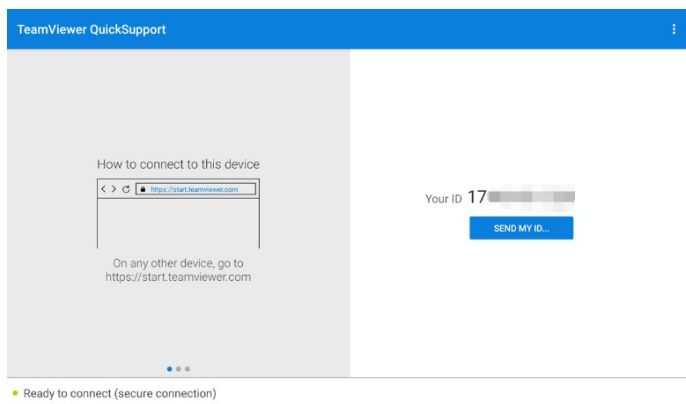 TeamViewer QuickSupport
How to connect to this device
https://start.teamviewer.com
On any other device, go to
https://start.teamviewer.com
Your ID 17
SEND MY ID...
Ready to connect (secure connection)